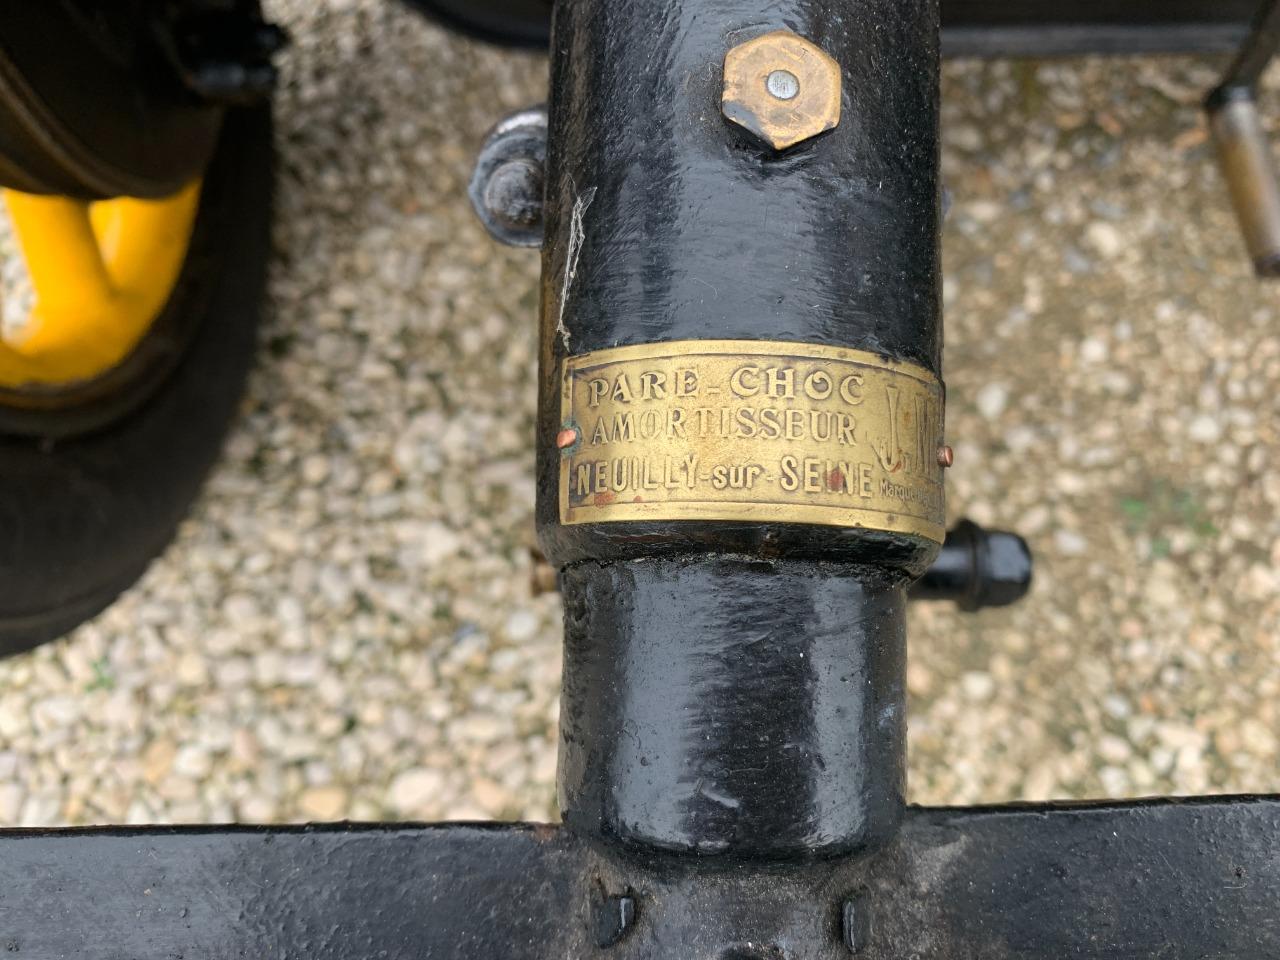 PARE-CHOC
AMORTISSEUR
NEUILLY-sur-SEINE
J.N.